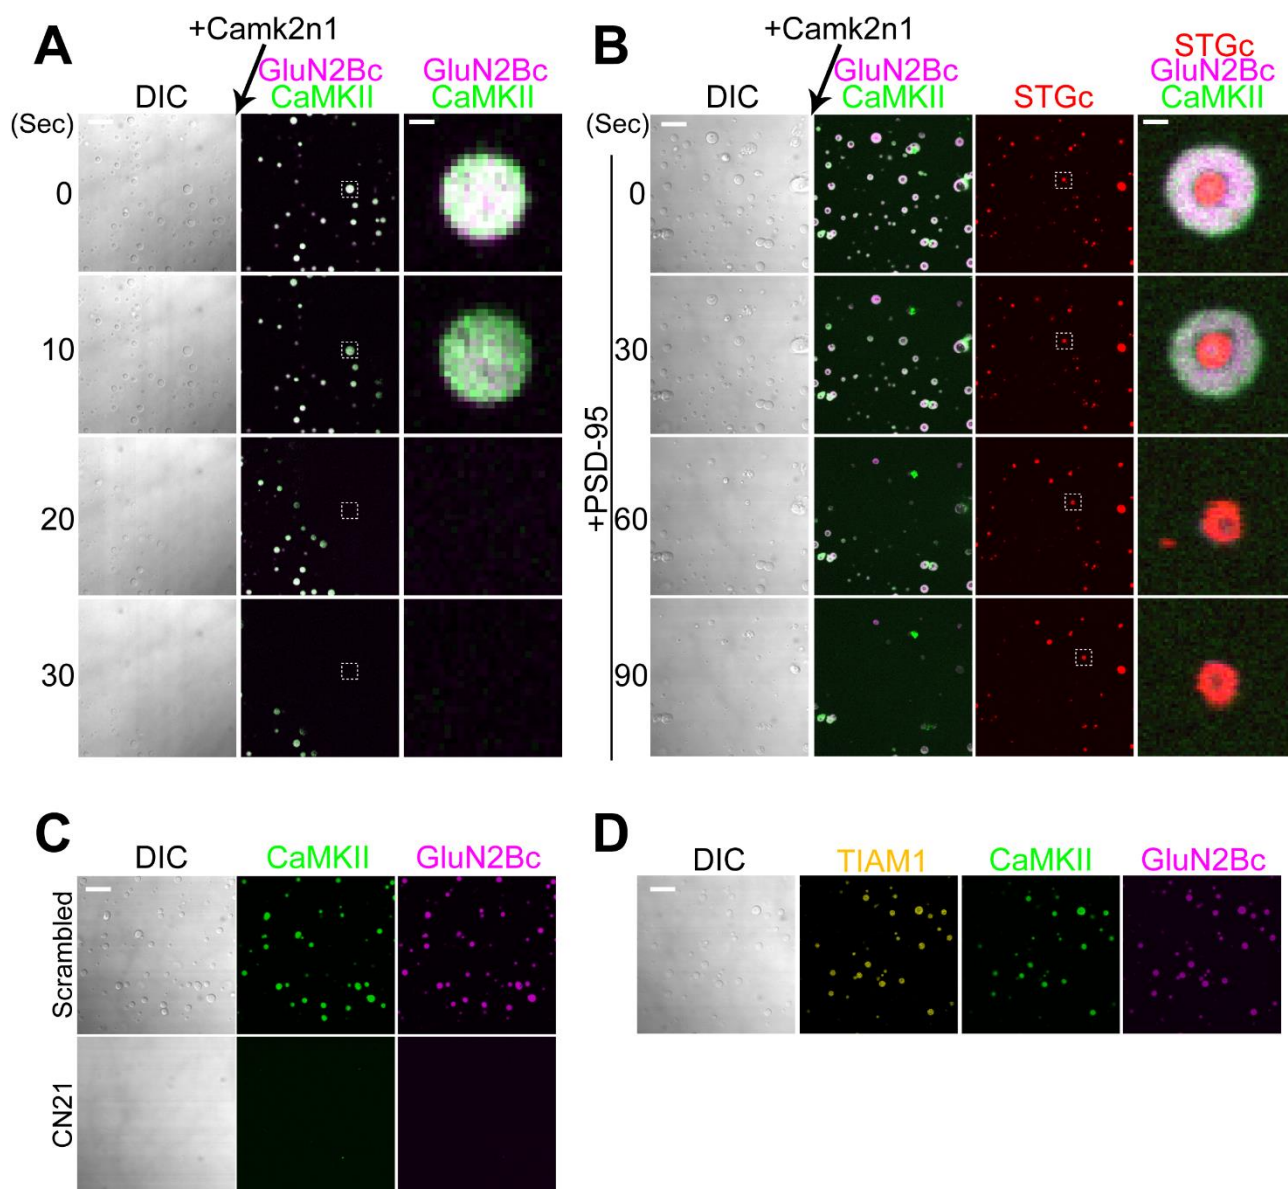 A
+Camk2n1
DIC
GluN2Bc
CaMKII
GluN2Bc
CaMKII
(Sec)
0
10
20
30
B
+Camk2n1
DIC
GluN2Bc
CaMKII
STGc
STGc
GluN2Bc
CaMKII
(Sec)
+PSD-95
0
30
60
90
C
DIC
CaMKII
GluN2Bc
Scrambled
CN21
D
DIC
TIAM1
CaMKII
GluN2Bc